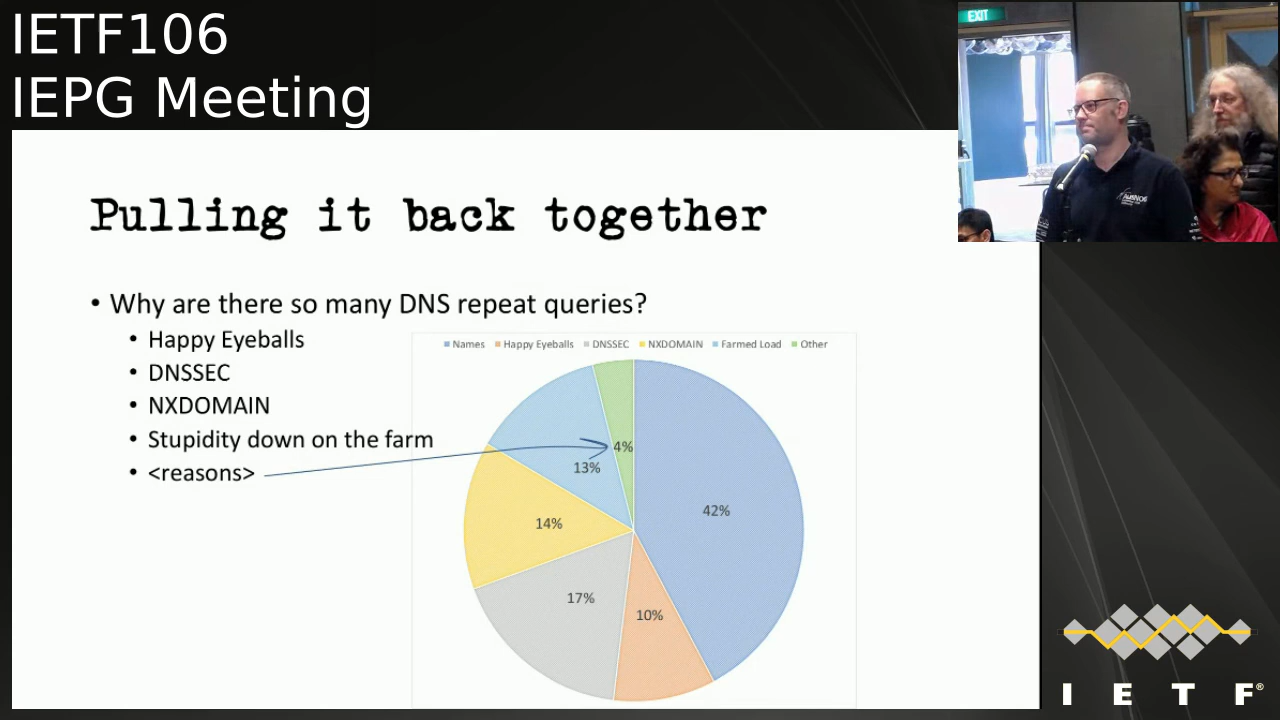 IETF106
IEPG Meeting
EXIT
Pulling it back together
• Why are there so many DNS repeat queries?
• Happy Eyeballs
• DNSSEC
• NXDOMAIN
• Stupidity down on the farm
• <reasons>
Names Happy Eyeballs DNSSEC NXDOMAIN Farmed Load Other
4%
13%
42%
14%
17%
10%
I E T F®